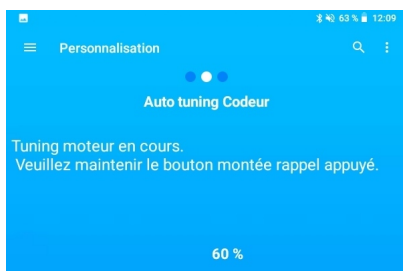 63 % 12:09
Personnalisation
Auto tuning Codeur
Tuning moteur en cours.
Veuillez maintenir le bouton montée rappel appuyé.
60 %